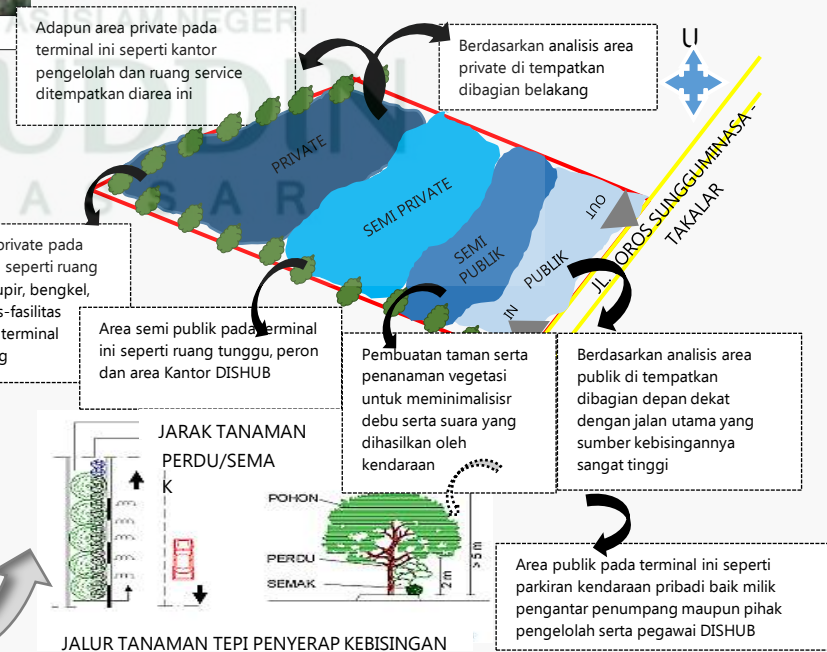 AS ISLAM NEGERI
UDDIN
A S S A R
Adapun area private pada
terminal ini seperti kantor
pengelolah dan ruang service
ditempatkan diarea ini
Berdasarkan analisis area
private di tempatkan
dibagian belakang
U
PRIVATE
SEMI PRIVATE
SEMI
PUBLIK
PUBLIK
OUT
IN
JL. POROS SUNGGUMINASA -
TAKALAR
private pada
seperti ruang
upir, bengkel,
s-fasilitas
terminal
g
Area semi publik pada terminal
ini seperti ruang tunggu, peron
dan area Kantor DISHUB
Pembuatan taman serta
penanaman vegetasi
untuk meminimalisisr
debu serta suara yang
dihasilkan oleh
kendaraan
Berdasarkan analisis area
publik di tempatkan
dibagian depan dekat
dengan jalan utama yang
sumber kebisingannya
sangat tinggi
JARAK TANAMAN
PERDU/SEMA
K
POHON
PERDU
SEMAK
2 m
> 5 m
JALUR TANAMAN TEPI PENYERAP KEBISINGAN
Area publik pada terminal ini seperti
parkiran kendaraan pribadi baik milik
pengantar penumpang maupun pihak
pengelolah serta pegawai DISHUB